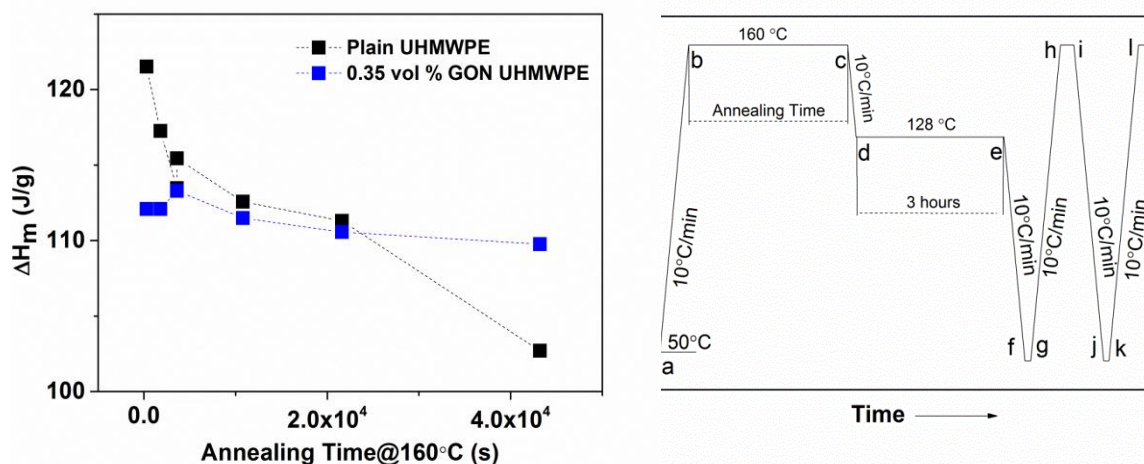 Plain UHMWPE
0.35 vol % GON UHMWPE
120
110
100
ΔHm (J/g)
0.0
2.0x10⁴
4.0x10⁴
Annealing Time@160°C (s)
160 °C
b
c
10°C/min
Annealing Time
10°C/min
128 °C
d
e
3 hours
50°C
a
10°C/min
10°C/min
f
g
h
i
10°C/min
10°C/min
j
k
l
Time